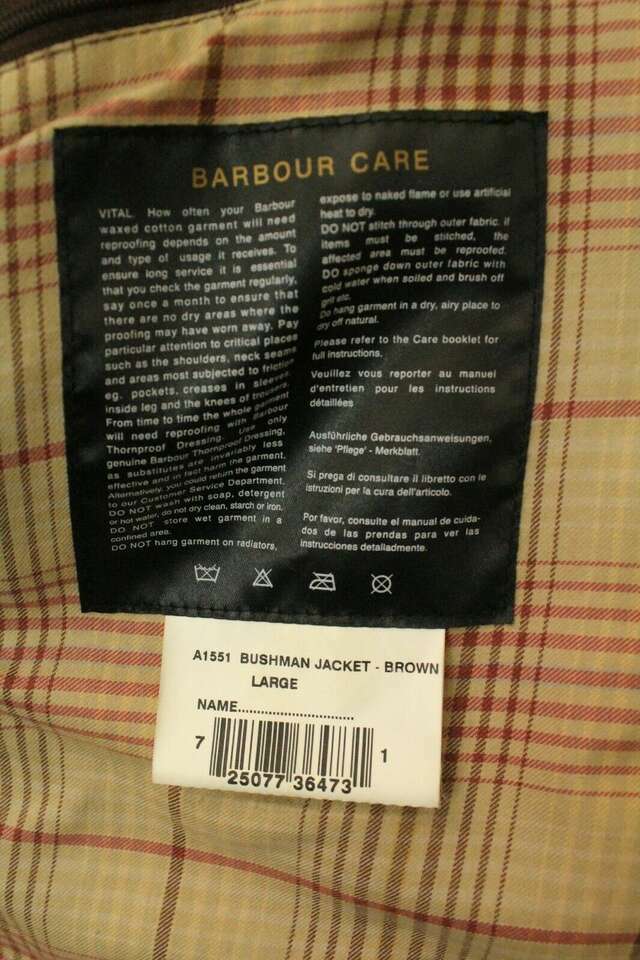 BARBOUR CARE
VITAL. How often your Barbour
waxed cotton garment will need
reproofing depends on the amount
and type of usage it receives. To
ensure long service it is essential
that you check the garment regularly,
say once a month to ensure that
there are no dry areas where the
proofing may have worn away. Pay
particular attention to critical places
such as the shoulders, neck seams
and areas most subjected to friction
eg. pockets, creases in sleeves,
inside leg and the knees of trousers.
From time to time the whole garment
will need reproofing with Barbour
Thornproof Dressing. Use only
genuine Barbour Thornproof Dressing,
as substitutes are invariably less
effective and in fact harm the garment.
Alternatively, you could return the garment
to our Customer Service Department.
DO NOT wash with soap, detergent
or hot water, do not dry clean, starch or iron.
DO NOT store wet garment in a
confined area.
DO NOT hang garment on radiators,
expose to naked flame or use artificial
heat to dry.
DO NOT stitch through outer fabric. if
items must be stitched, the
affected area must be reproofed.
DO sponge down outer fabric with
cold water when soiled and brush off
grit etc.
Do hang garment in a dry, airy place to
dry off natural.
Please refer to the Care booklet for
full instructions.
Veuillez vous reporter au manuel
d'entretien pour les instructions
détaillées
Ausführliche Gebrauchsanweisungen,
siehe 'Pflege' - Merkblatt.
Si prega di consultare il libretto con le
istruzioni per la cura dell'articolo.
Por favor, consulte el manual de cuida-
dos de las prendas para ver las
instrucciones detialadmente.
A1551 BUSHMAN JACKET - BROWN
LARGE
NAME..............................
7 25077 36473 1